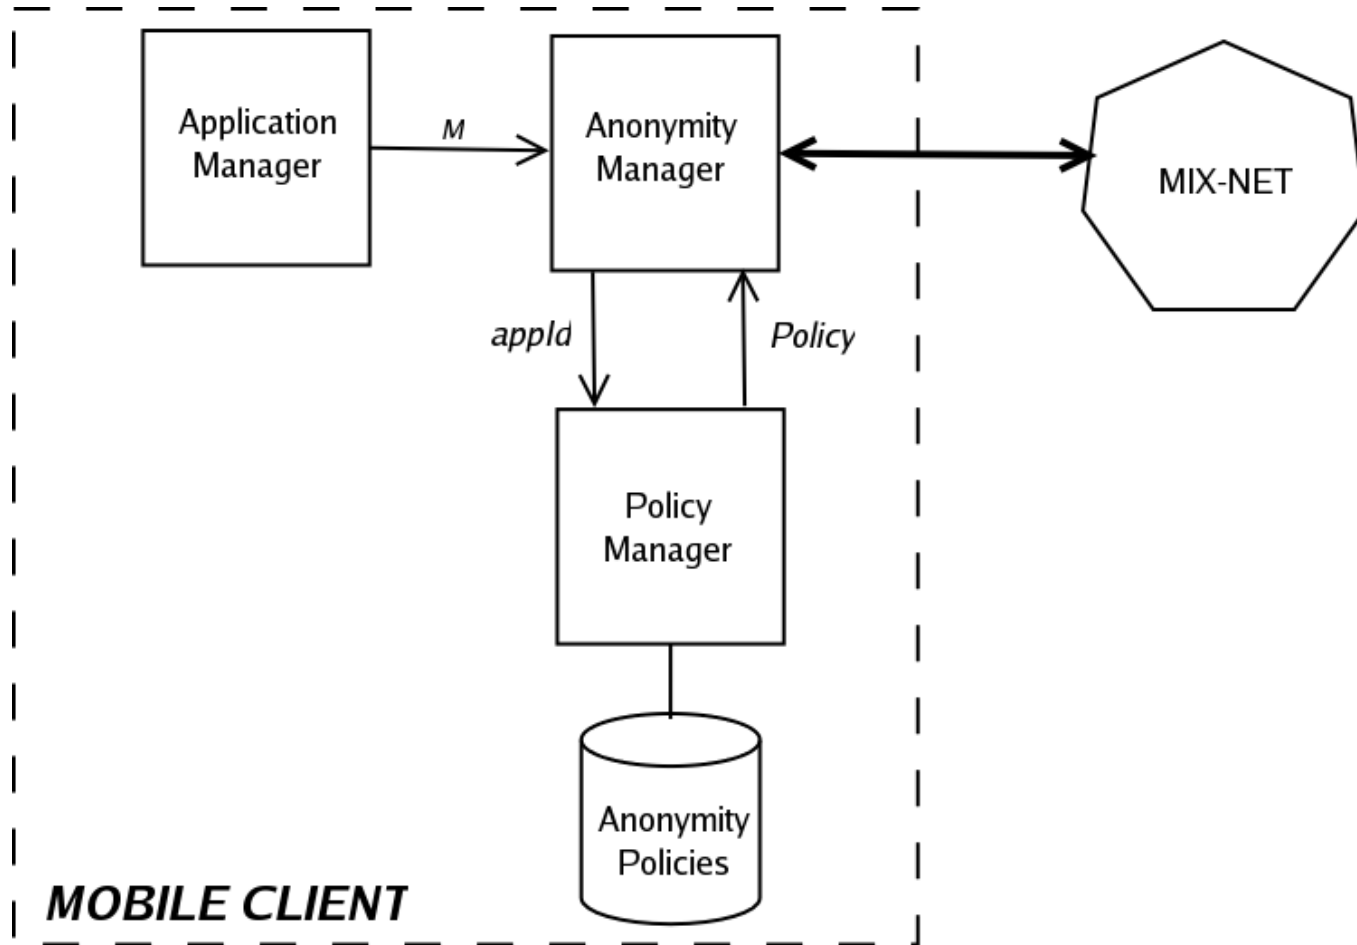 Application
Manager
M
Anonymity
Manager
MIX-NET
appId
Policy
Policy
Manager
Anonymity
Policies
MOBILE CLIENT